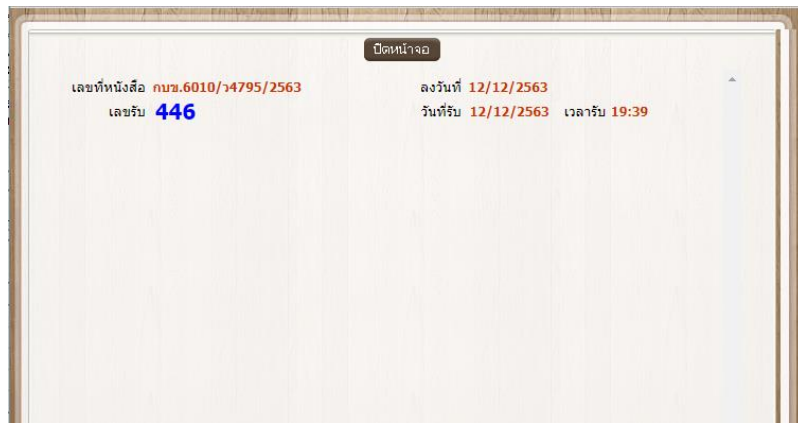 ปิดหน้าจอ
เลขที่หนังสือ กบข.6010/ว4795/2563 ลงวันที่ 12/12/2563
เลขรับ 446 วันที่รับ 12/12/2563 เวลารับ 19:39